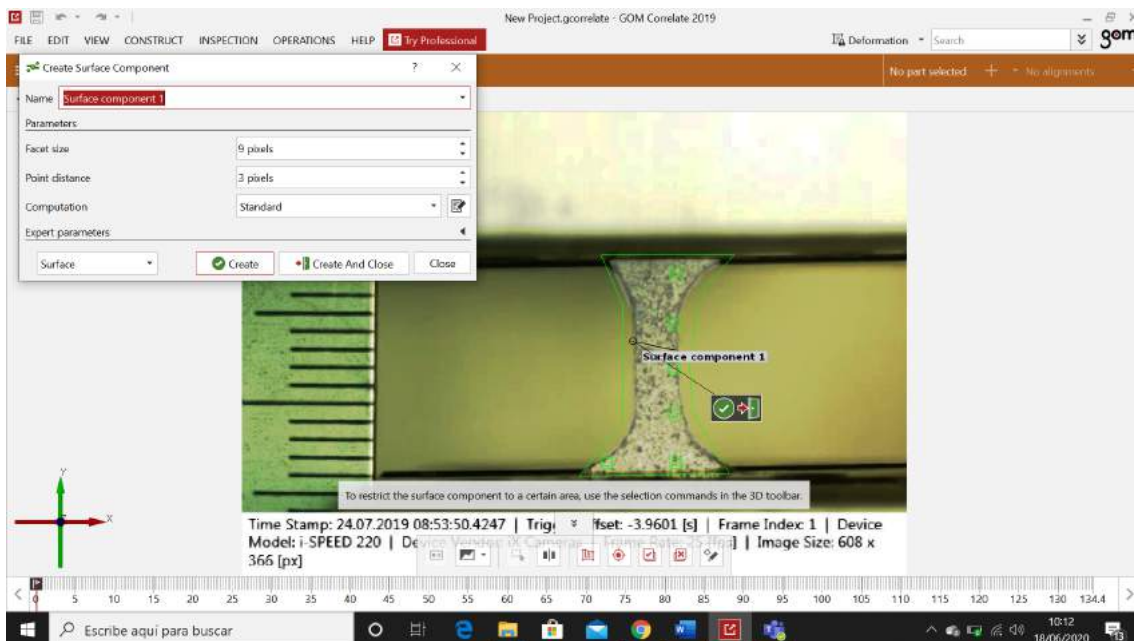 New Project.gcorrelate - GOM Correlate 2019
FILE EDIT VIEW CONSTRUCT INSPECTION OPERATIONS HELP Try Professional Deformation Search gom
Create Surface Component ? No part selected No alignments
Name Surface component 1
Parameters
Facet size 9 pixels
Point distance 3 pixels
Computation Standard
Expert parameters
Surface Create Create And Close Close
Surface component 1
To restrict the surface component to a certain area, use the selection commands in the 3D toolbar.
Y
X
Time Stamp: 24.07.2019 08:53:50.4247 | ffset: -3.9601 [s] | Frame Index: 1 | Device
Model: i-SPEED 220 | iX Cameras Frame Rate: 25 [fps] | Image Size: 608 x
366 [px]
0 5 10 15 20 25 30 35 40 45 50 55 60 65 70 75 80 85 90 95 100 105 110 115 120 125 130 134.4
Escribe aquí para buscar 10:12
18/06/2020